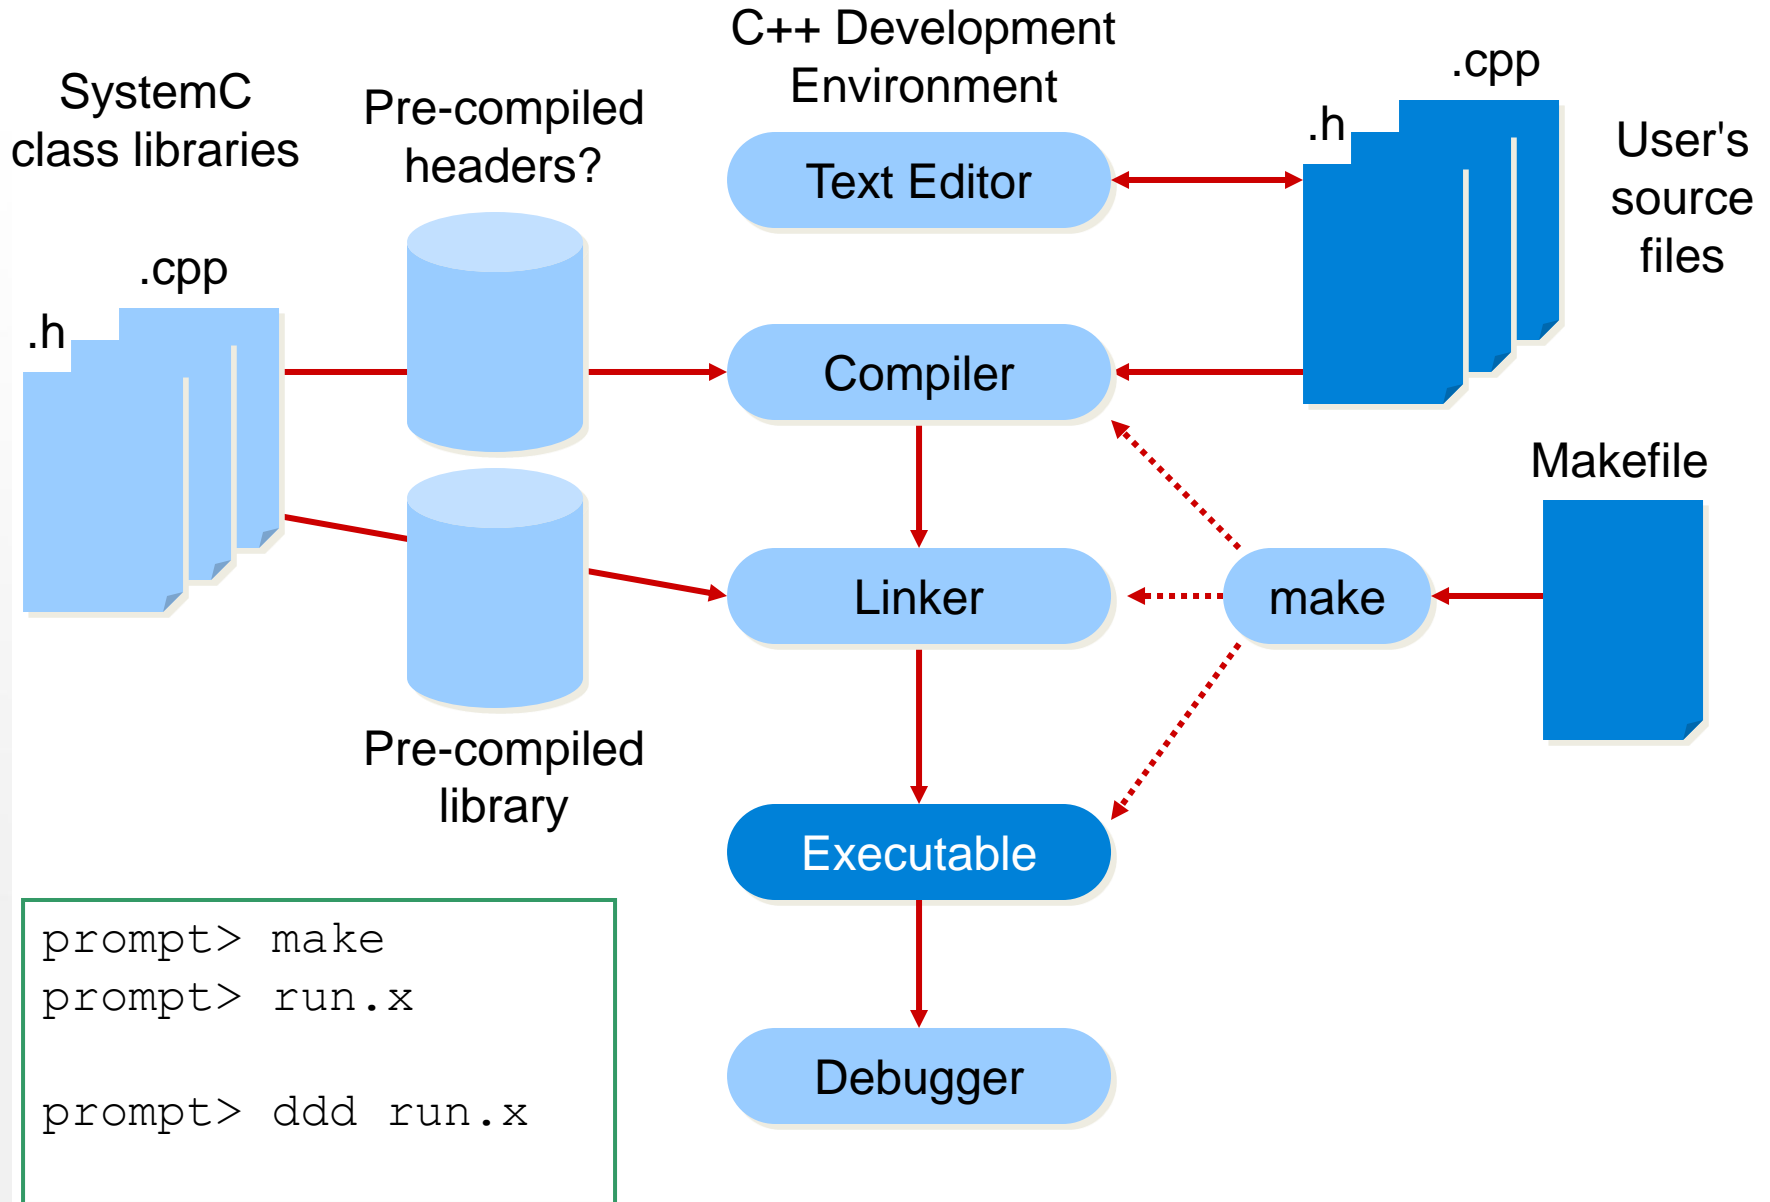 C++ Development
Environment
SystemC
class libraries
Pre-compiled
headers?
.cpp
.h
User's
source
files
Text Editor
.cpp
.h
Compiler
Makefile
Linker
make
Pre-compiled
library
Executable
Debugger
prompt> make
prompt> run.x
prompt> ddd run.x